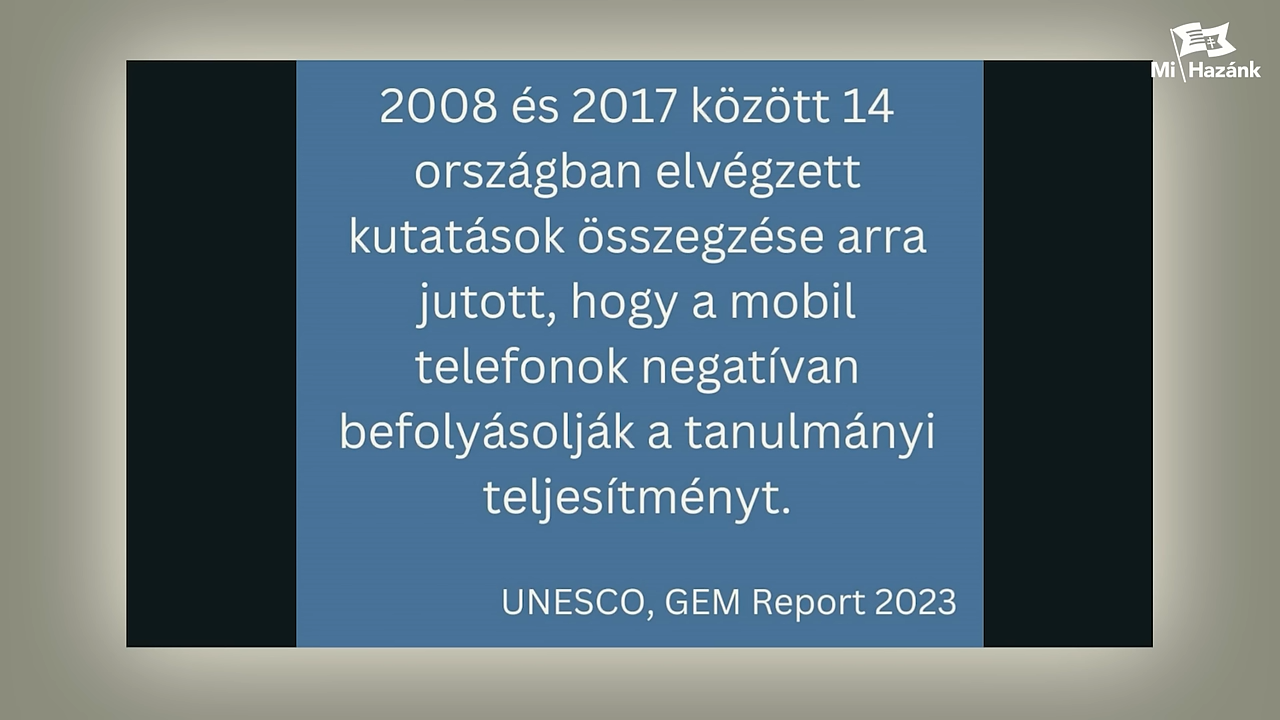 Mi Hazánk
2008 és 2017 között 14
országban elvégzett
kutatások összegzése arra
jutott, hogy a mobil
telefonok negatívan
befolyásolják a tanulmányi
teljesítményt.
UNESCO, GEM Report 2023